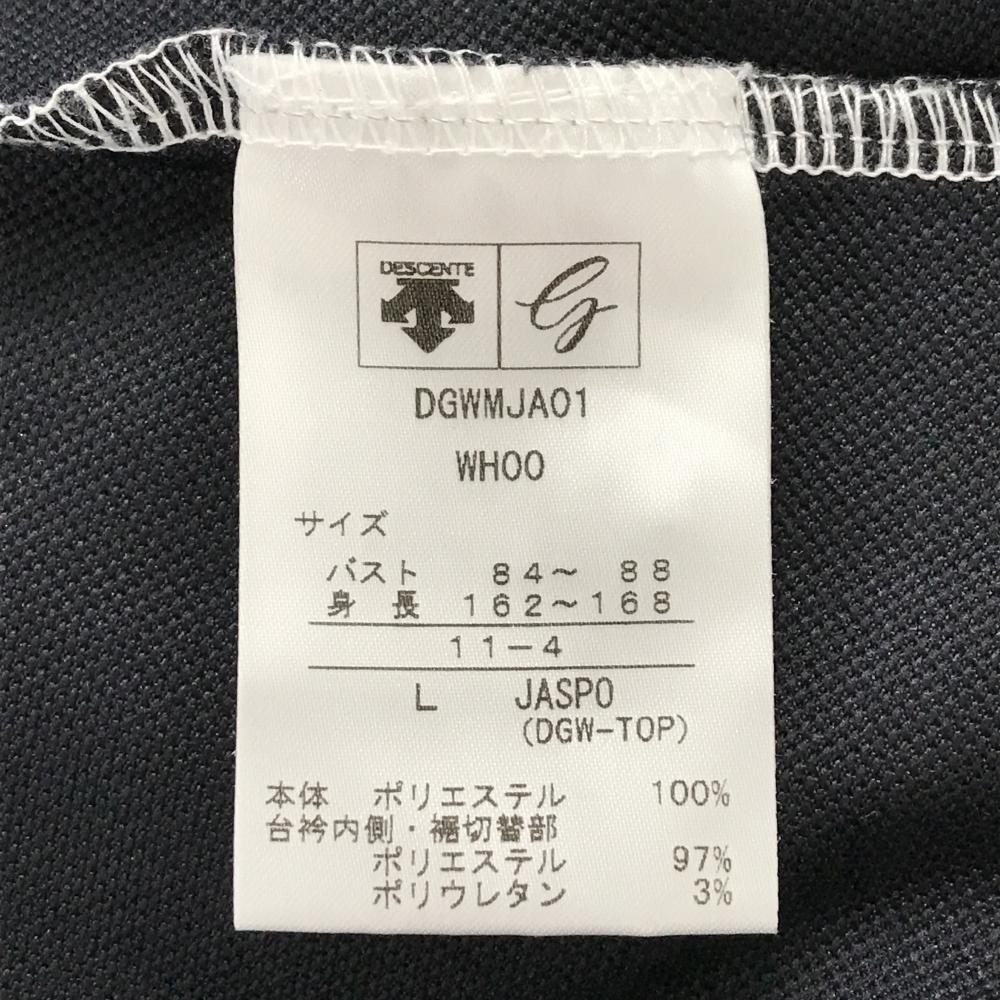 DESCENTE G
DGWMJA01
WH00
サイズ
バスト 84～ 88
身長 162～168
11-4
L JASPO
(DGW-TOP)
本体 ポリエステル 100%
台衿内側・裾切替部
ポリエステル 97%
ポリウレタン 3%